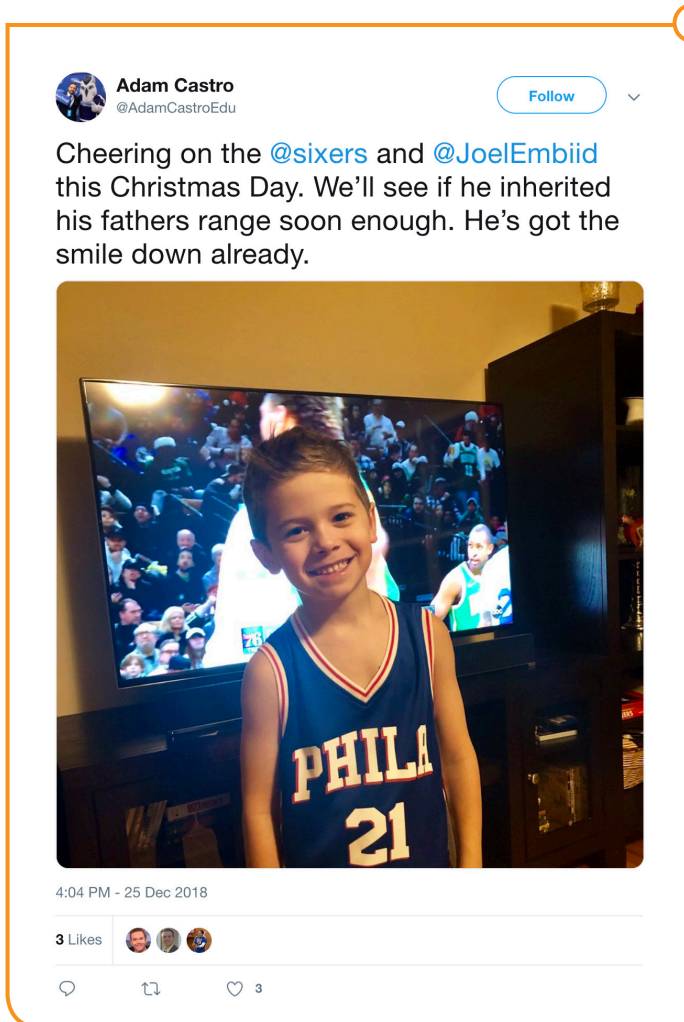 Adam Castro
@AdamCastroEdu
Follow
Cheering on the @sixers and @JoelEmbiid
this Christmas Day. We’ll see if he inherited
his fathers range soon enough. He’s got the
smile down already.
76
PHILA
21
4:04 PM - 25 Dec 2018
3 Likes
3